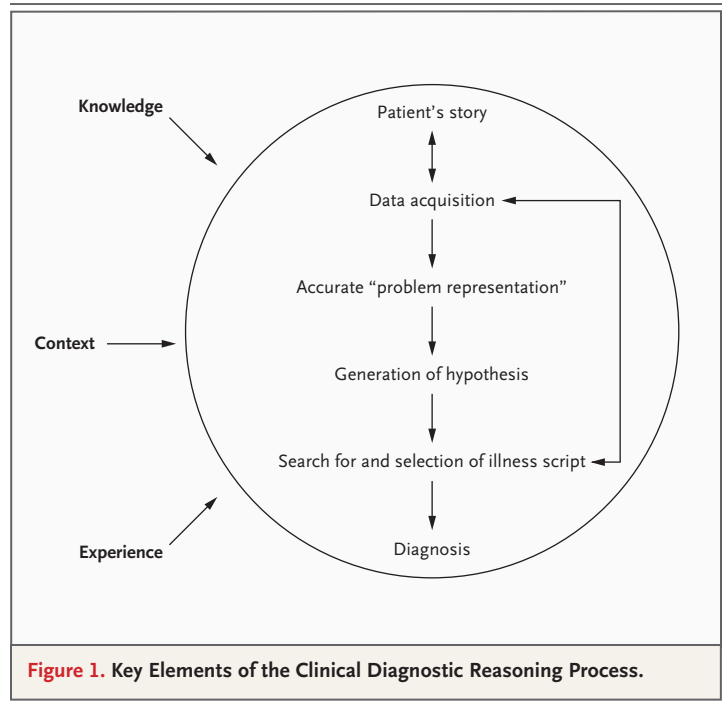 Knowledge
Patient’s story
Data acquisition
Accurate “problem representation”
Context
Generation of hypothesis
Search for and selection of illness script
Experience
Diagnosis
Figure 1. Key Elements of the Clinical Diagnostic Reasoning Process.